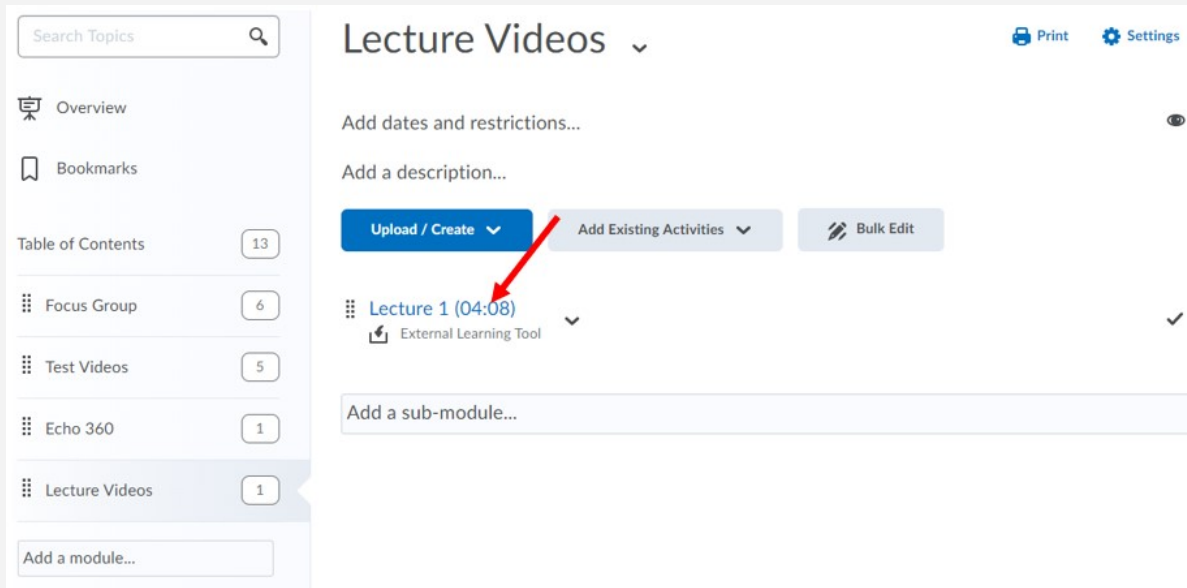 Search Topics
Overview
Bookmarks
Table of Contents 13
Focus Group 6
Test Videos 5
Echo 360 1
Lecture Videos 1
Add a module...
Lecture Videos
Print Settings
Add dates and restrictions...
Add a description...
Upload / Create Add Existing Activities Bulk Edit
Lecture 1 (04:08)
External Learning Tool
Add a sub-module...